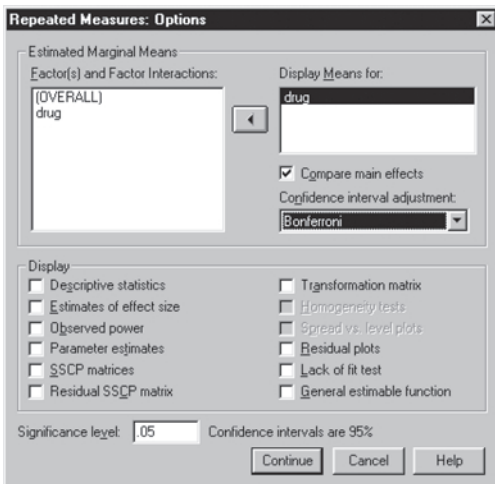 Repeated Measures: Options
Estimated Marginal Means
Factor(s) and Factor Interactions:
(OVERALL)
drug
Display Means for:
drug
Compare main effects
Confidence interval adjustment:
Bonferroni
Display
Descriptive statistics
Estimates of effect size
Observed power
Parameter estimates
SSCP matrices
Residual SSCP matrix
Transformation matrix
Homogeneity tests
Spread vs. level plots
Residual plots
Lack of fit test
General estimable function
Significance level: .05 Confidence intervals are 95%
Continue Cancel Help